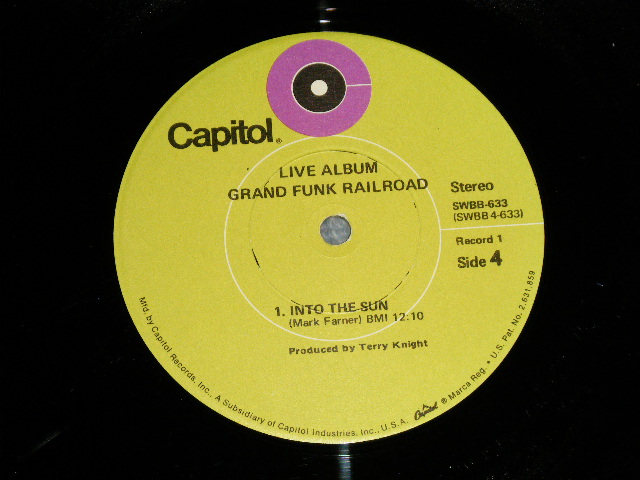 Capitol®
LIVE ALBUM
GRAND FUNK RAILROAD
Stereo
SWBB-633
(SWBB 4-633)
Record 1
Side 4
1. INTO THE SUN
(Mark Farner) BMI 12:10
Produced by Terry Knight
Mfd. by Capitol Records, Inc., A Subsidiary of Capitol Industries, Inc., U.S.A. Capitol ® Marca Reg. • U.S. Pat. No. 2,631,859